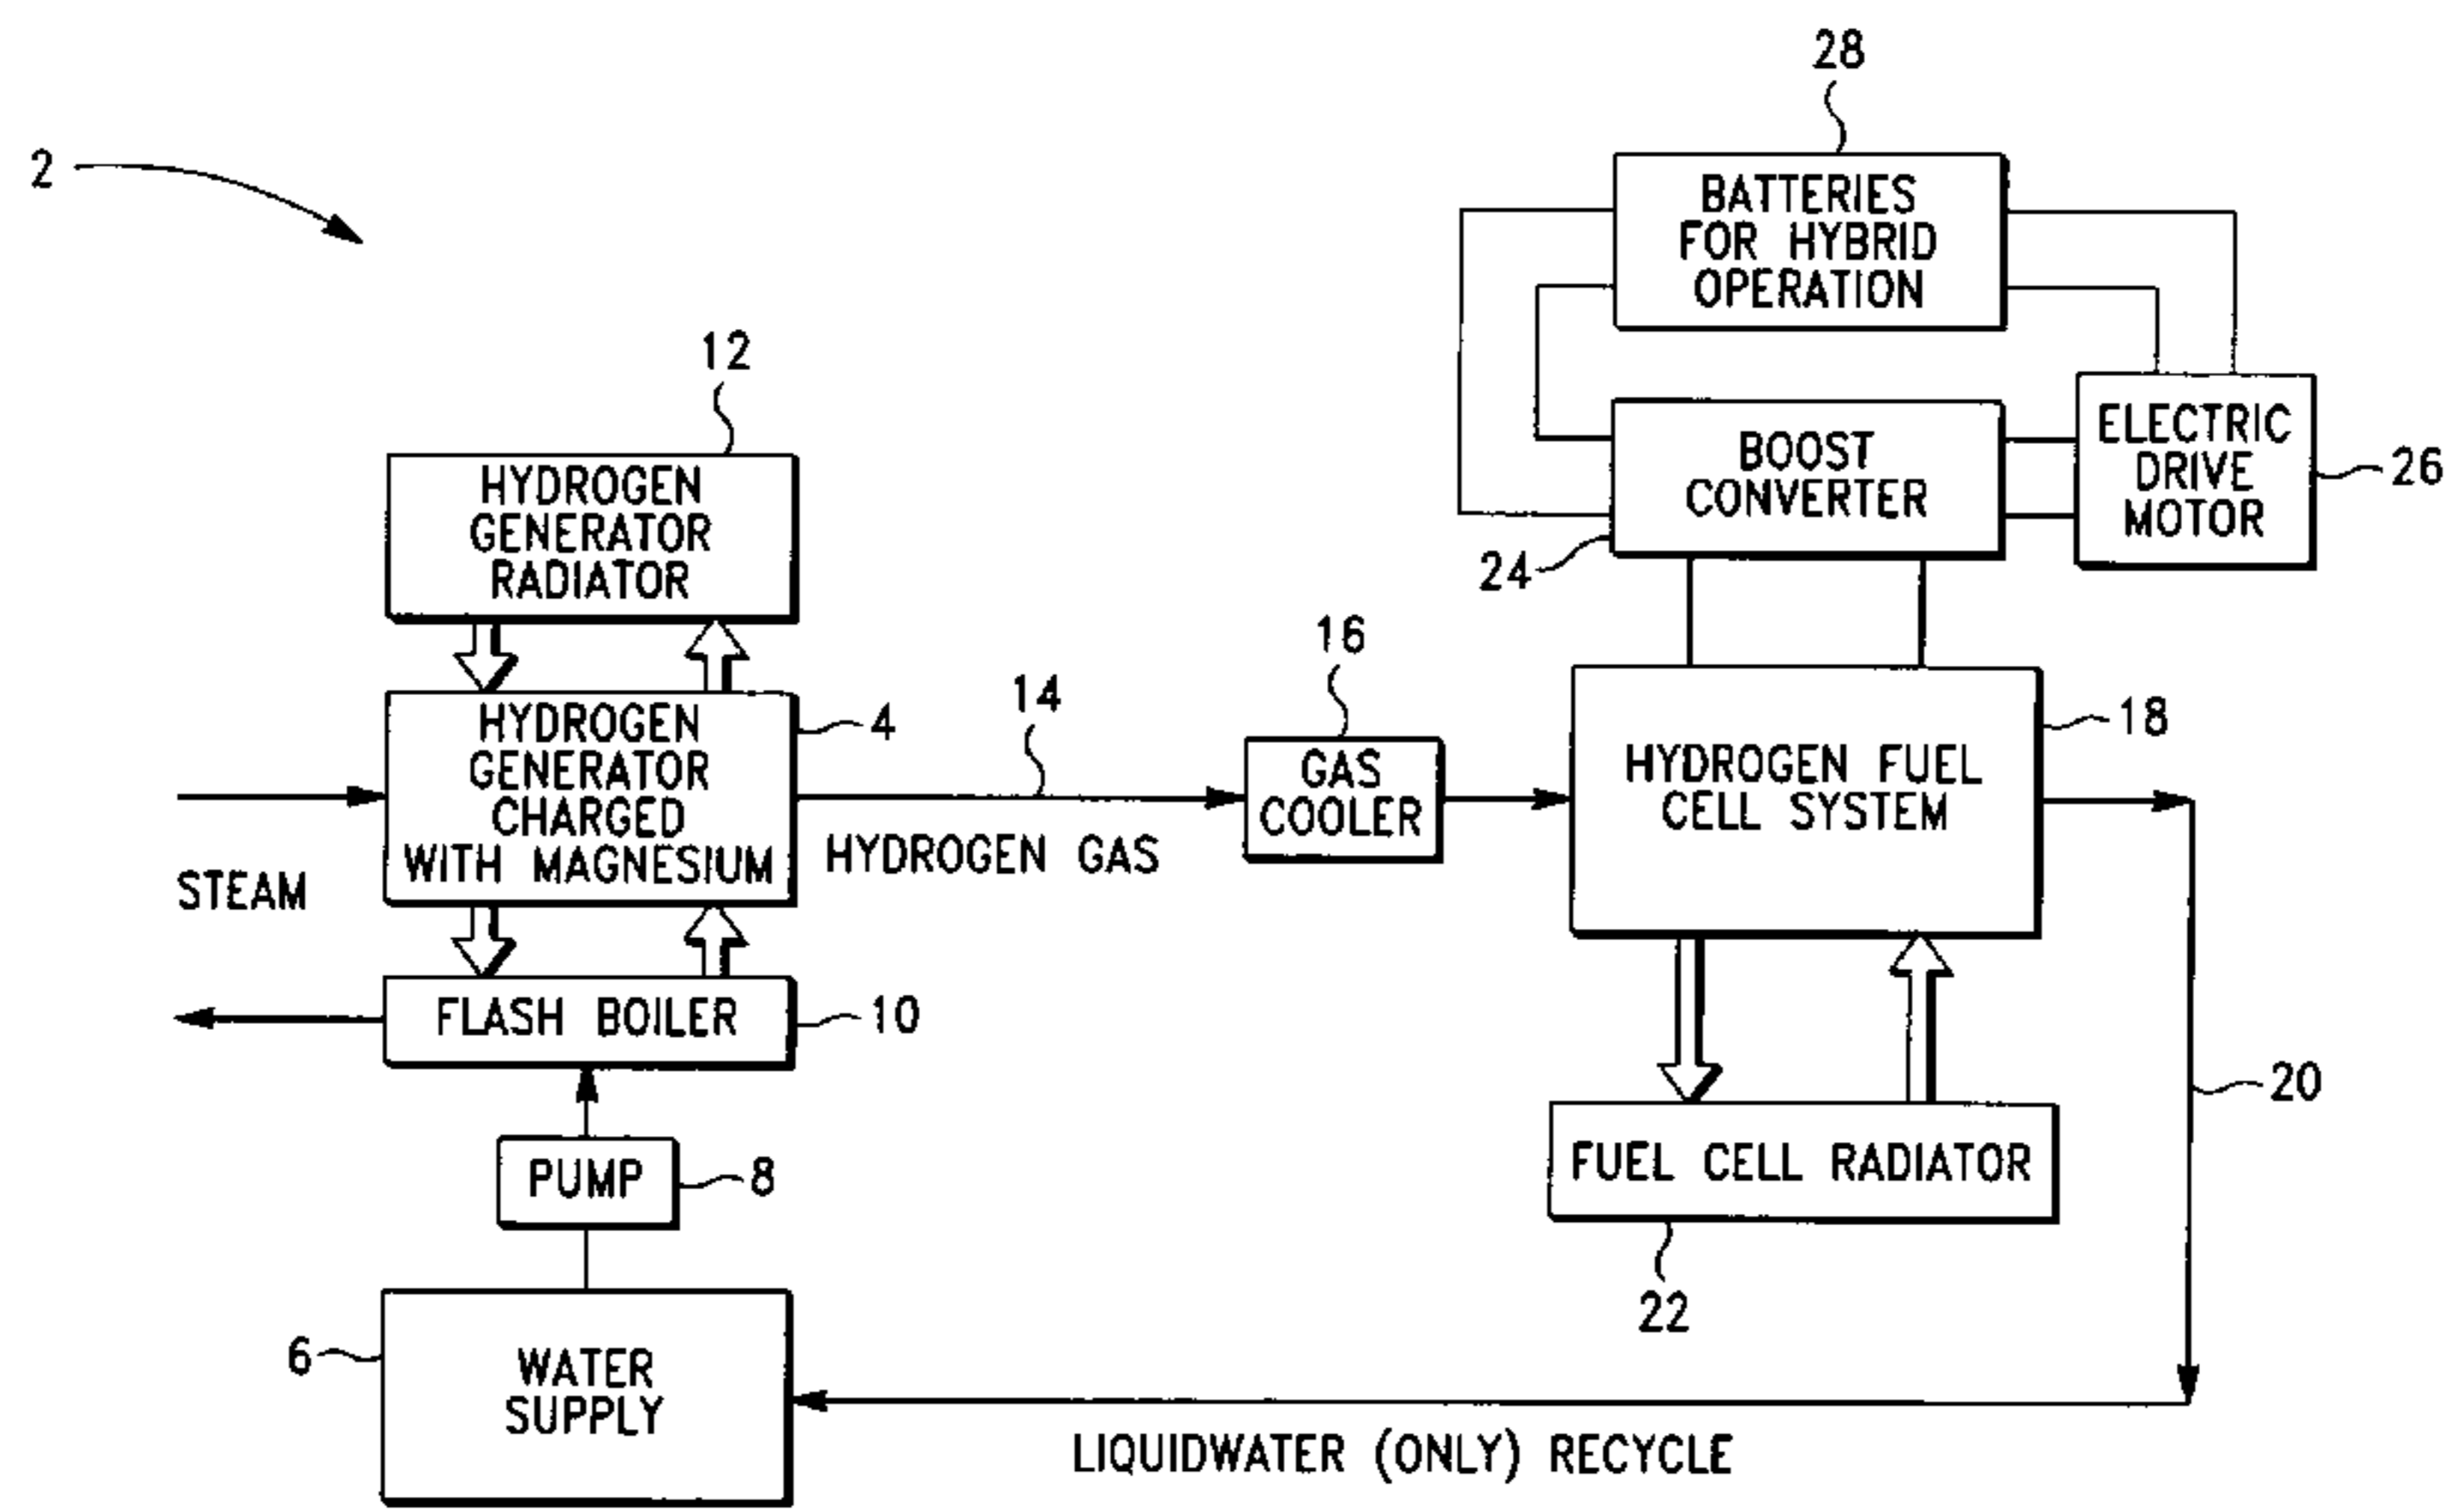 28
2
BATTERIES
FOR HYBRID
OPERATION
12
HYDROGEN
GENERATOR
RADIATOR
BOOST
CONVERTER
ELECTRIC
DRIVE
MOTOR
26
24
16
14
HYDROGEN
GENERATOR
CHARGED
WITH MAGNESIUM
4
18
GAS
COOLER
HYDROGEN FUEL
CELL SYSTEM
HYDROGEN GAS
STEAM
FLASH BOILER
10
20
PUMP
8
FUEL CELL RADIATOR
22
6
WATER
SUPPLY
LIQUIDWATER (ONLY) RECYCLE